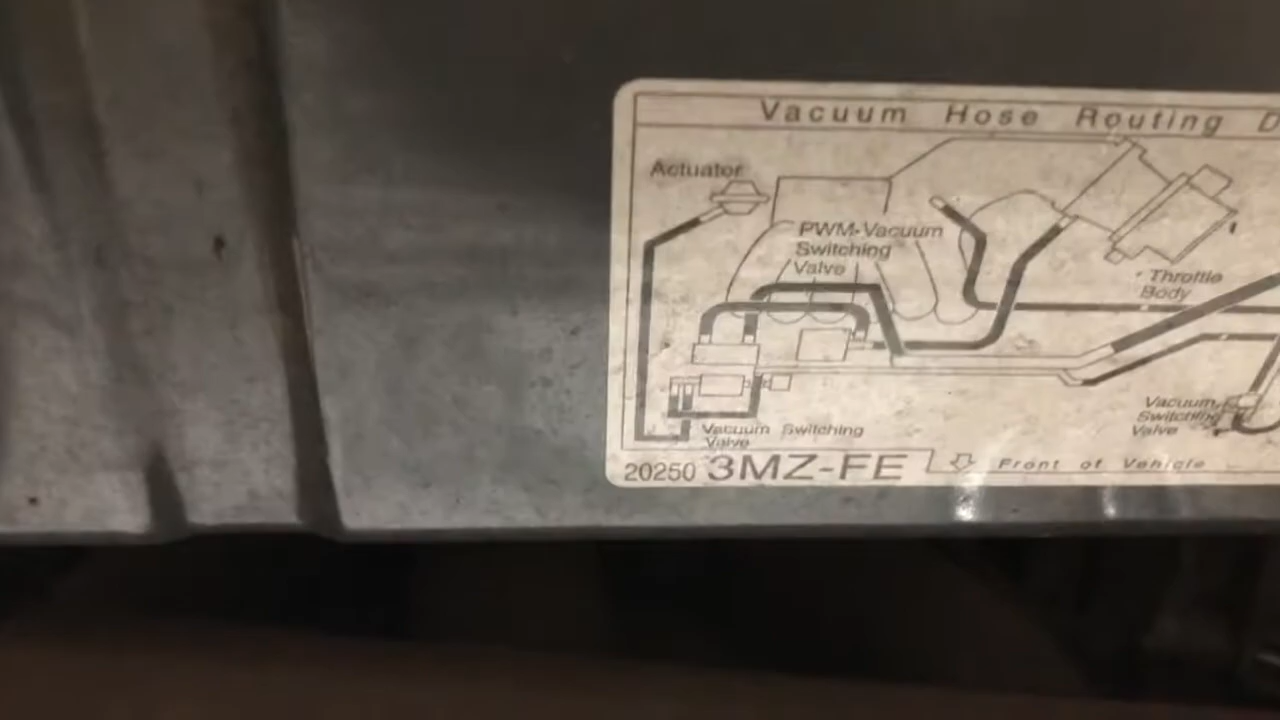 Vacuum Hose Routing D
Actuator
PWM-Vacuum
Switching
Valve
Throttle
Body
Vacuum
Switching
Valve
Vacuum Switching
Valve
20250 3MZ-FE Front of Vehicle